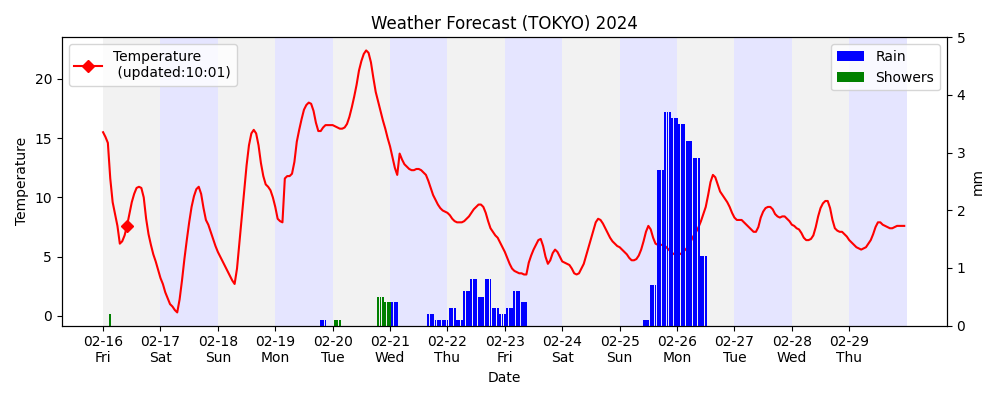 Weather Forecast (TOKYO) 2024
Temperature
(updated:10:01)
Rain
Showers
Temperature
20
15
10
5
0
5
4
3
2
1
0
mm
02-16 02-17 02-18 02-19 02-20 02-21 02-22 02-23 02-24 02-25 02-26 02-27 02-28 02-29
Fri Sat Sun Mon Tue Wed Thu Fri Sat Sun Mon Tue Wed Thu
Date